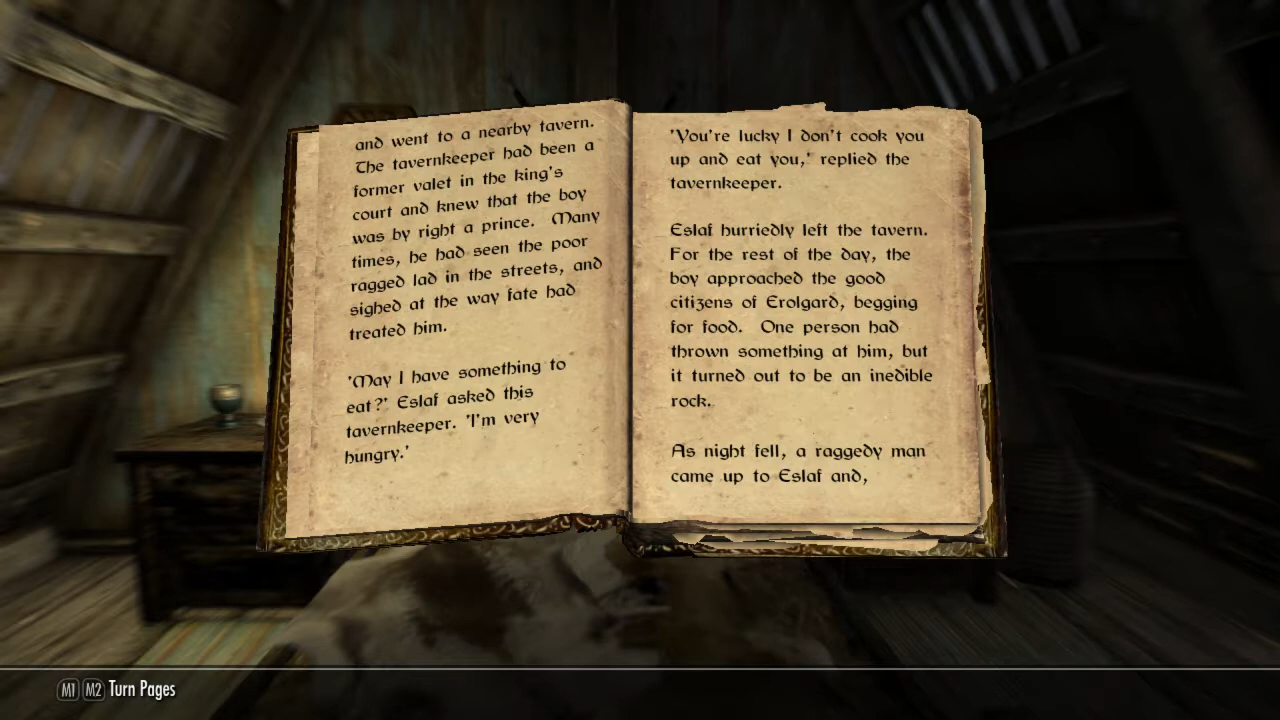 and went to a nearby tavern.
The tavernkeeper had been a
former valet in the king's
court and knew that the boy
was by right a prince.  Many
times, he had seen the poor
ragged lad in the streets, and
sighed at the way fate had
treated him.
'May I have something to
eat?' Eslaf asked this
tavernkeeper. 'I'm very
hungry.'
'You're lucky I don't cook you
up and eat you,' replied the
tavernkeeper.
Eslaf hurriedly left the tavern.
For the rest of the day, the
boy approached the good
citizens of Erolgard, begging
for food.  One person had
thrown something at him, but
it turned out to be an inedible
rock.
As night fell, a raggedy man
came up to Eslaf and,
M1 M2 Turn Pages